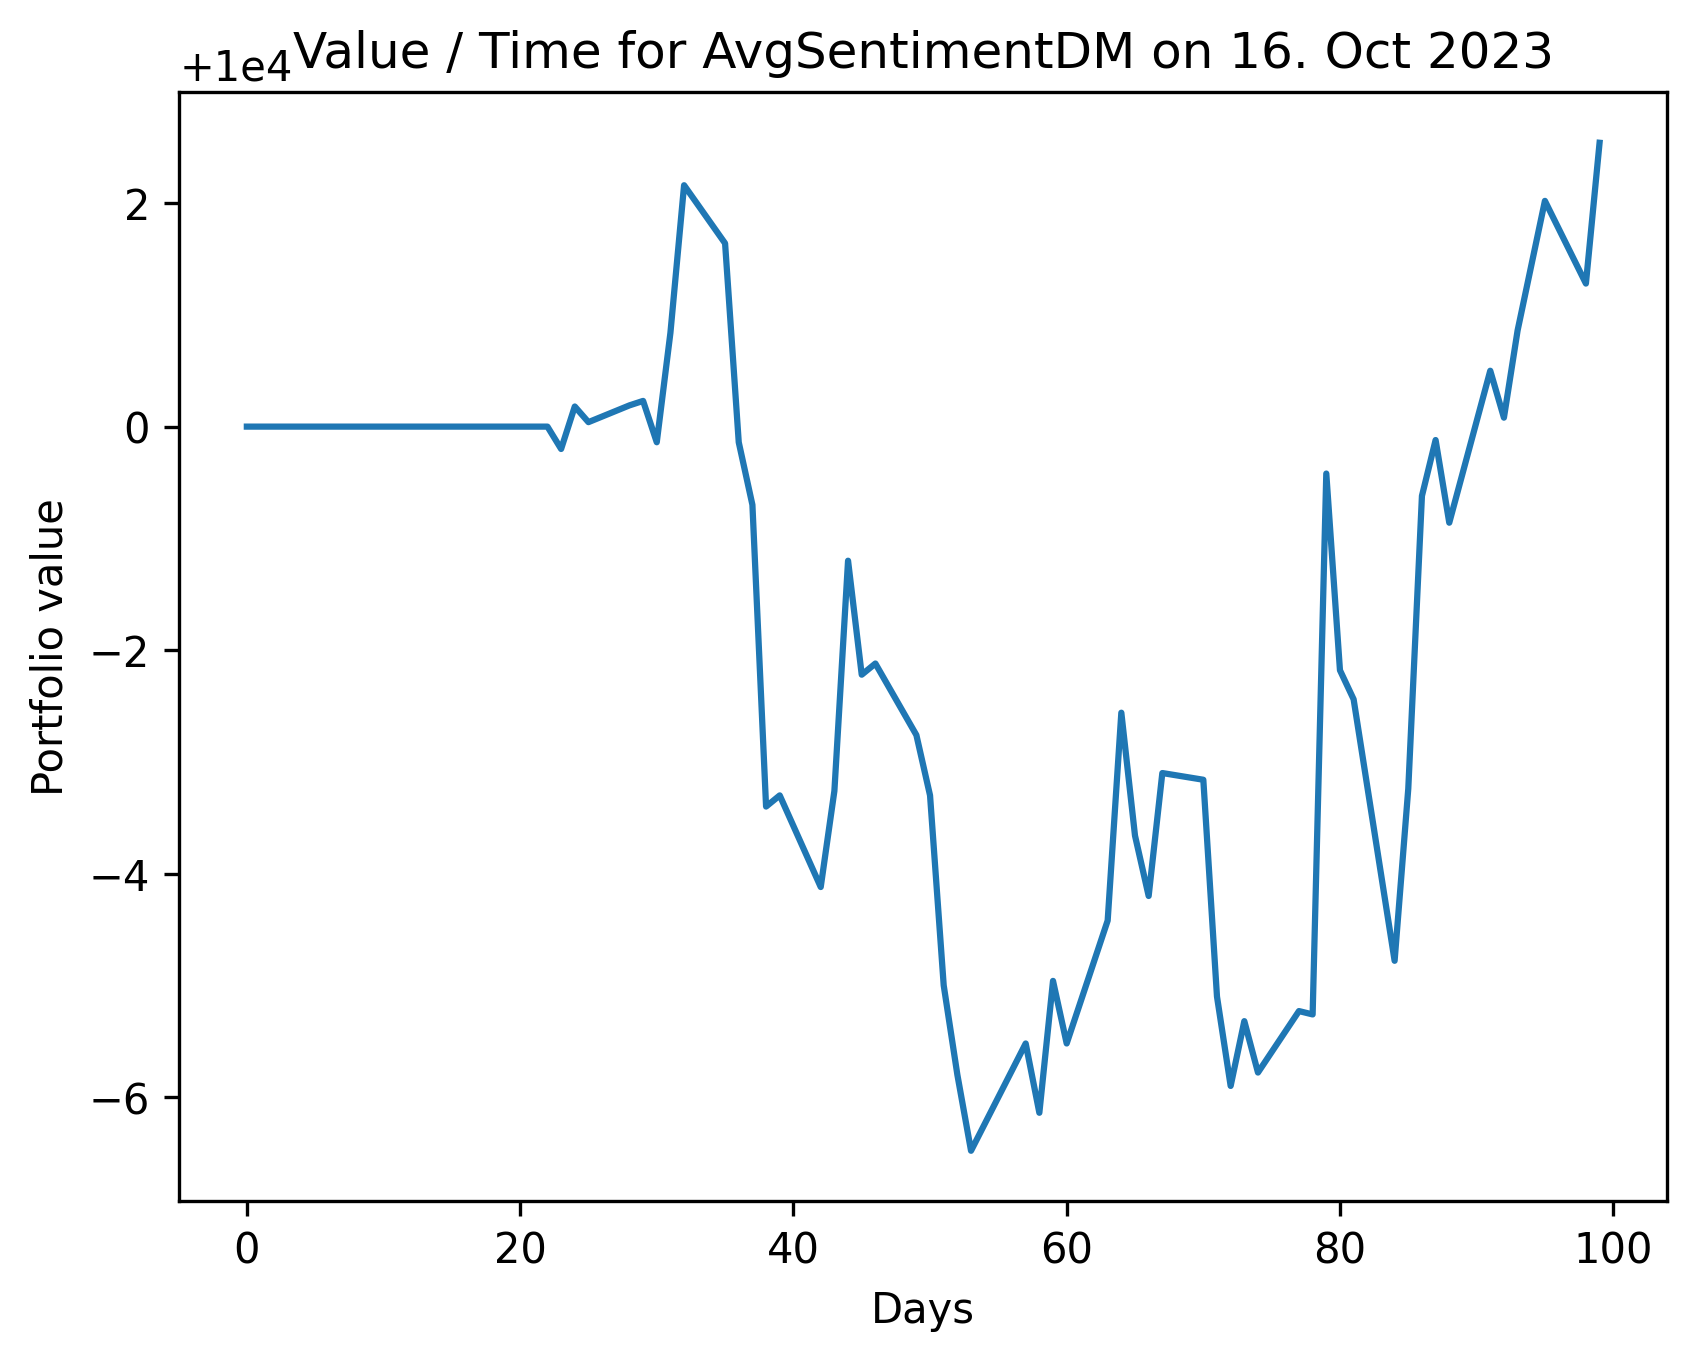 Value / Time for AvgSentimentDM on 16. Oct 2023
+1e4
2
0
−2
−4
−6
Portfolio value
0 20 40 60 80 100
Days